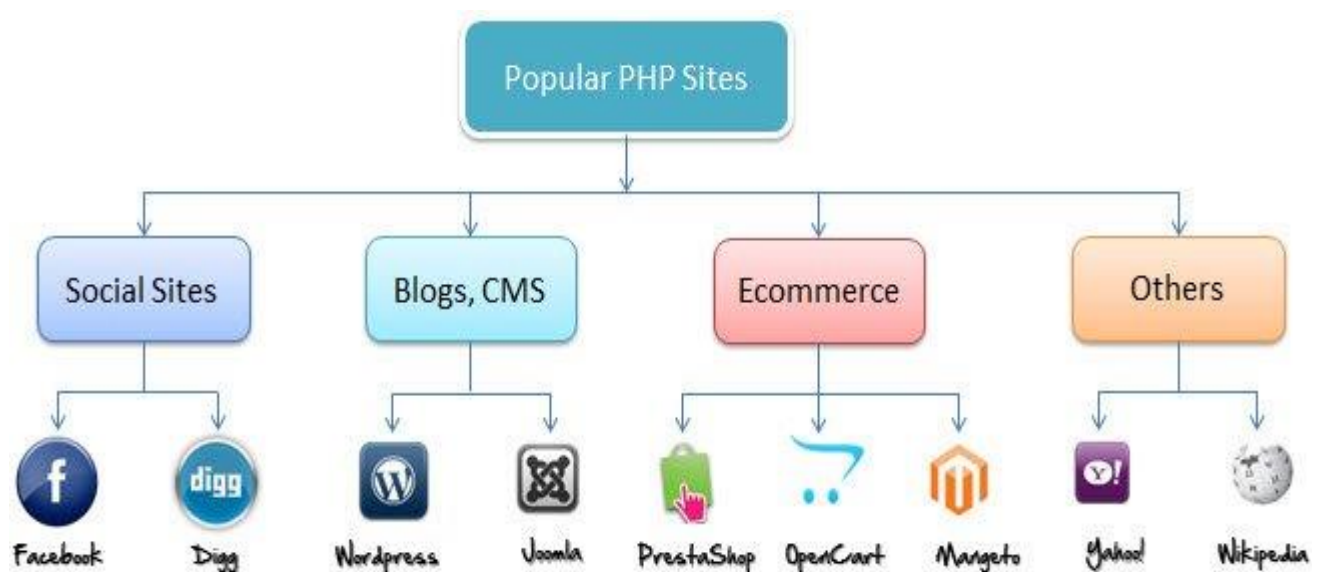 Popular PHP Sites
Social Sites
Blogs, CMS
Ecommerce
Others
f
digg
W
Y!
Facebook
Digg
Wordpress
Joomla
PrestaShop
OpenCart
Mangeto
Yahoo!
Wikipedia